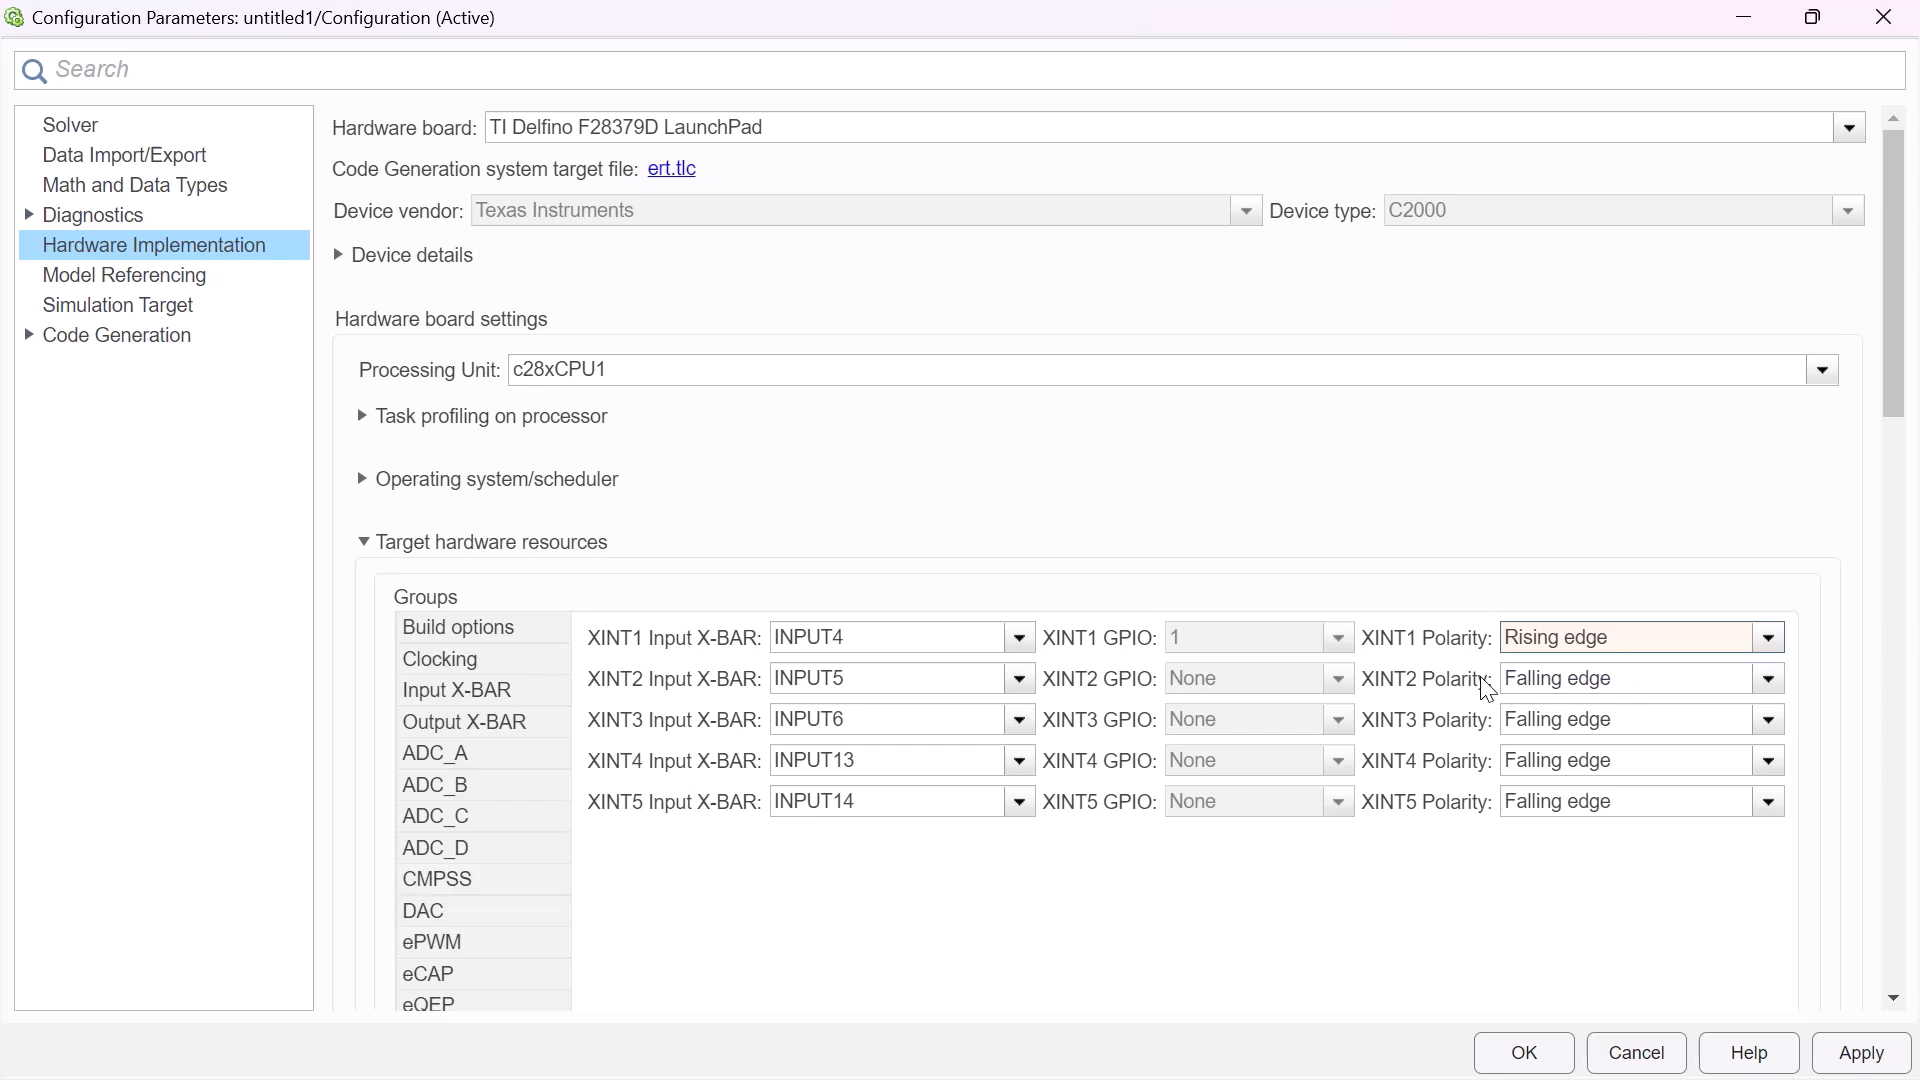 Configuration Parameters: untitled1/Configuration (Active)
Search
Solver
Data Import/Export
Math and Data Types
Diagnostics
Hardware Implementation
Model Referencing
Simulation Target
Code Generation
Hardware board: TI Delfino F28379D LaunchPad
Code Generation system target file: ert.tlc
Device vendor: Texas Instruments Device type: C2000
Device details
Hardware board settings
Processing Unit: c28xCPU1
Task profiling on processor
Operating system/scheduler
Target hardware resources
Groups
Build options
Clocking
Input X-BAR
Output X-BAR
ADC_A
ADC_B
ADC_C
ADC_D
CMPSS
DAC
ePWM
eCAP
eQEP
XINT1 Input X-BAR: INPUT4 XINT1 GPIO: 1 XINT1 Polarity: Rising edge
XINT2 Input X-BAR: INPUT5 XINT2 GPIO: None XINT2 Polarity: Falling edge
XINT3 Input X-BAR: INPUT6 XINT3 GPIO: None XINT3 Polarity: Falling edge
XINT4 Input X-BAR: INPUT13 XINT4 GPIO: None XINT4 Polarity: Falling edge
XINT5 Input X-BAR: INPUT14 XINT5 GPIO: None XINT5 Polarity: Falling edge
OK Cancel Help Apply